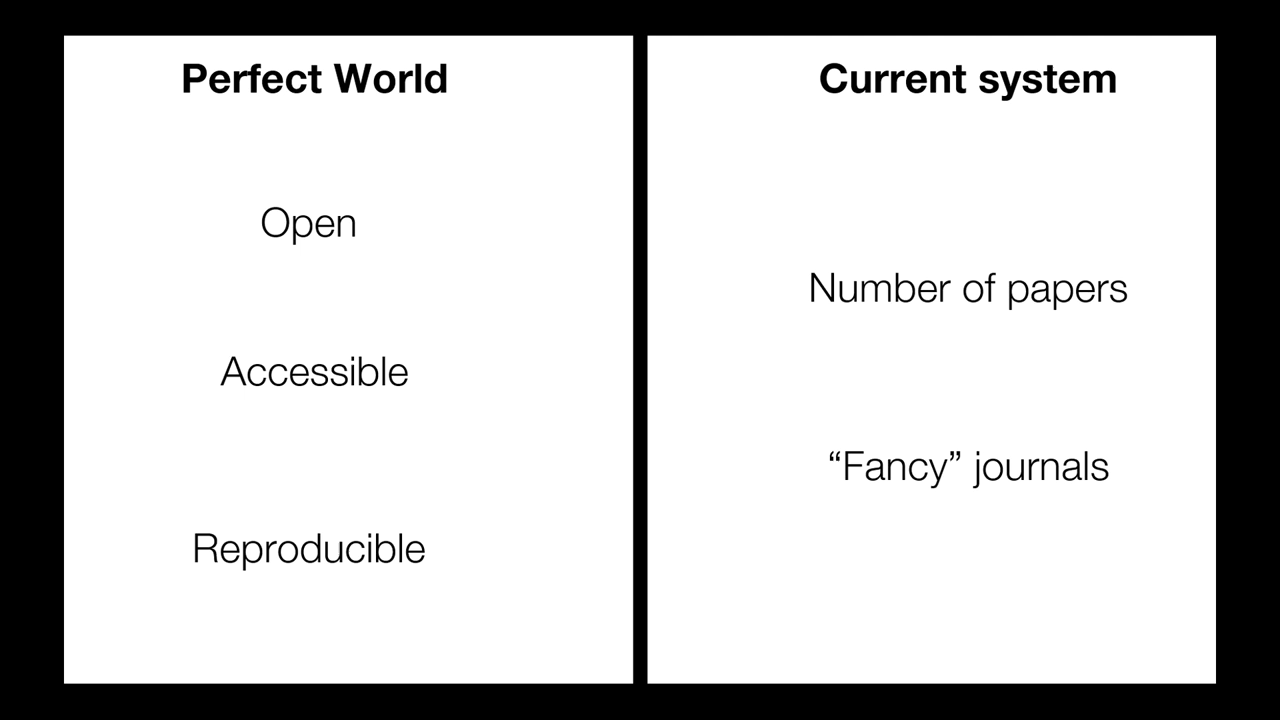 Perfect World
Open
Accessible
Reproducible
Current system
Number of papers
“Fancy” journals